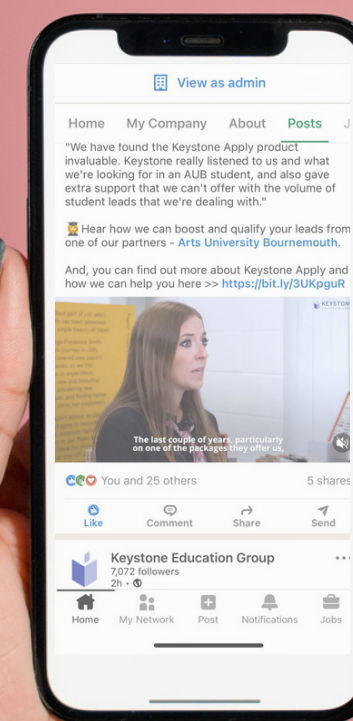 View as admin
Home My Company About Posts J
"We have found the Keystone Apply product
invaluable. Keystone really listened to us and what
we're looking for in an AUB student, and also gave
extra support that we can't offer with the volume of
student leads that we're dealing with."
Hear how we can boost and qualify your leads from
one of our partners - Arts University Bournemouth.
And, you can find out more about Keystone Apply and
how we can help you here >> https://bit.ly/3UKpguR
KEYSTONE
The last couple of years, particularly
on one of the packages they offer us,
You and 25 others 5 shares
Like Comment Share Send
Keystone Education Group
7,072 followers
2h •
Home My Network Post Notifications Jobs